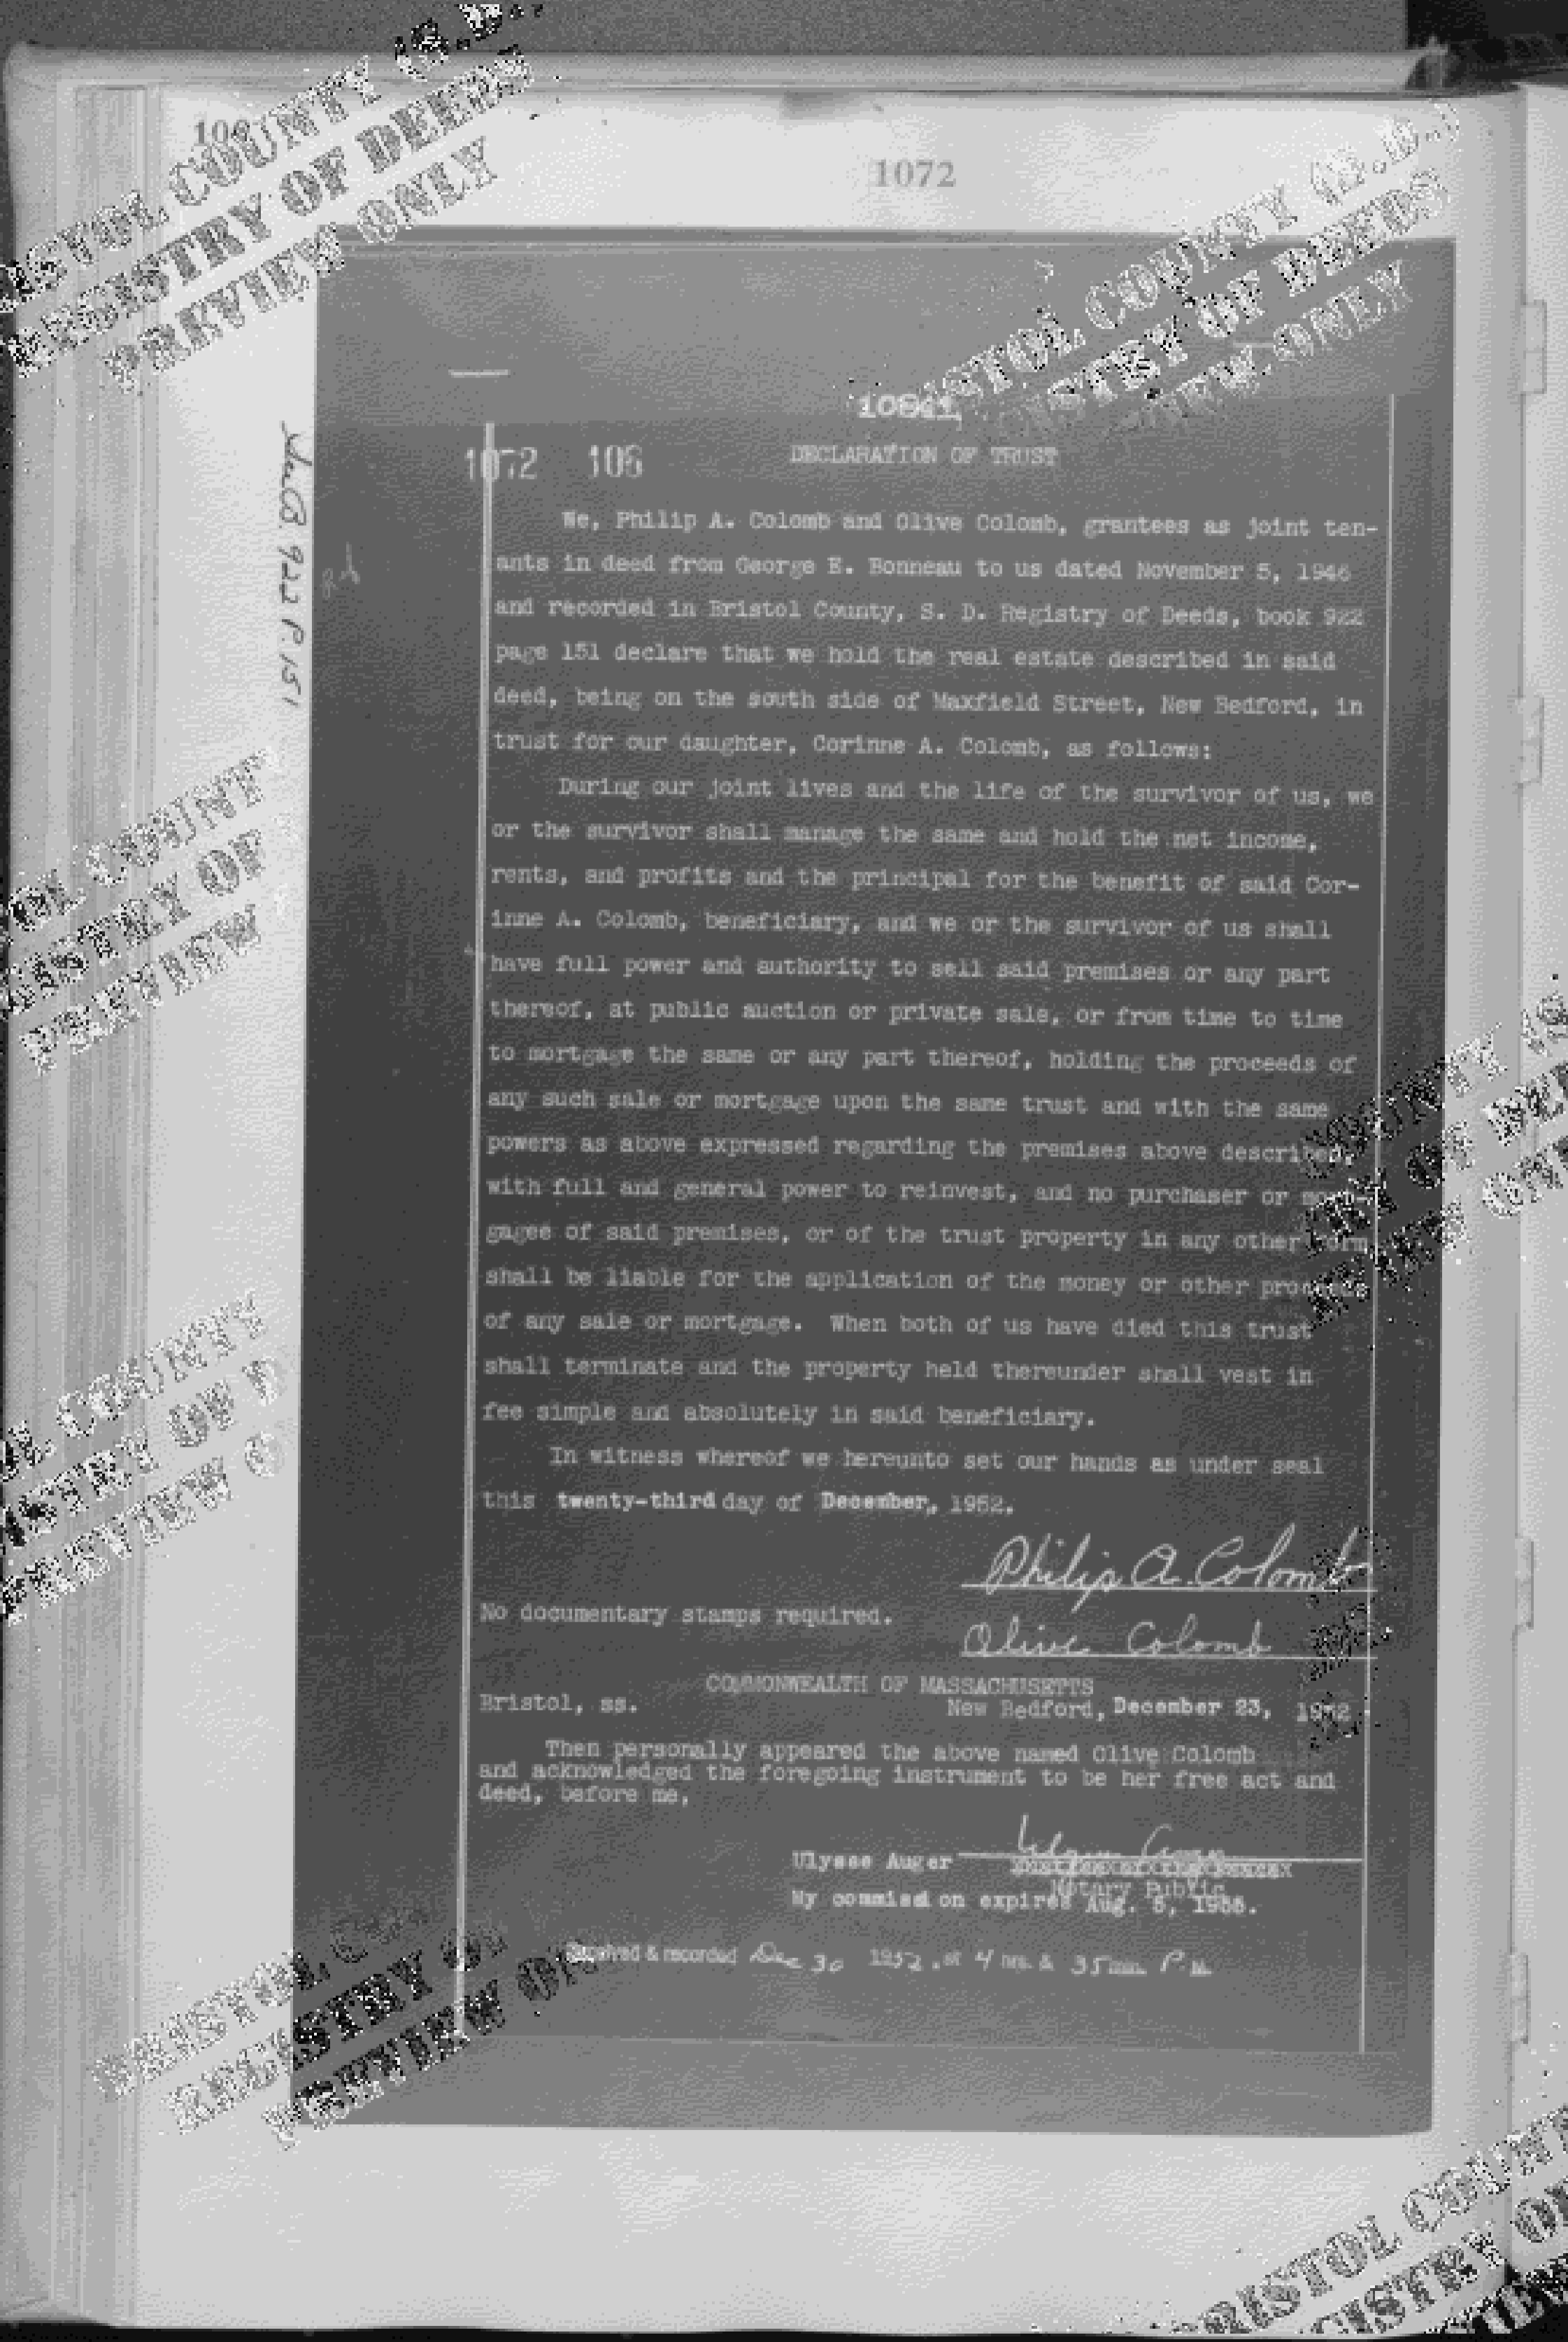 106
1072
See B 922 P. 151
1072 106
DECLARATION OF TRUST
We, Philip A. Colomb and Olive Colomb, grantees as joint ten-
ants in deed from George E. Bonneau to us dated November 5, 1946
and recorded in Bristol County, S. D. Registry of Deeds, book 922
page 151 declare that we hold the real estate described in said
deed, being on the south side of Maxfield Street, New Bedford, in
trust for our daughter, Corinne A. Colomb, as follows:
During our joint lives and the life of the survivor of us, we
or the survivor shall manage the same and hold the net income,
rents, and profits and the principal for the benefit of said Cor-
inne A. Colomb, beneficiary, and we or the survivor of us shall
have full power and authority to sell said premises or any part
thereof, at public auction or private sale, or from time to time
to mortgage the same or any part thereof, holding the proceeds of
any such sale or mortgage upon the same trust and with the same
powers as above expressed regarding the premises above described,
with full and general power to reinvest, and no purchaser or mort-
gagee of said premises, or of the trust property in any other form
shall be liable for the application of the money or other proceeds
of any sale or mortgage. When both of us have died this trust
shall terminate and the property held thereunder shall vest in
fee simple and absolutely in said beneficiary.
In witness whereof we hereunto set our hands as under seal
this twenty-third day of December, 1952.
Philip A. Colomb
No documentary stamps required.
Olive Colomb
COMMONWEALTH OF MASSACHUSETTS
Bristol, ss. New Bedford, December 23, 1952
Then personally appeared the above named Olive Colomb
and acknowledged the foregoing instrument to be her free act and
deed, before me,
Ulysse Auger
Notary Public
My commission expires Aug. 5,
Received & recorded Dec 30 1952, at 4 hrs. & 35 min. P. M.
BRISTOL COUNTY (S.D.)
REGISTRY OF DEEDS
PREVIEW ONLY